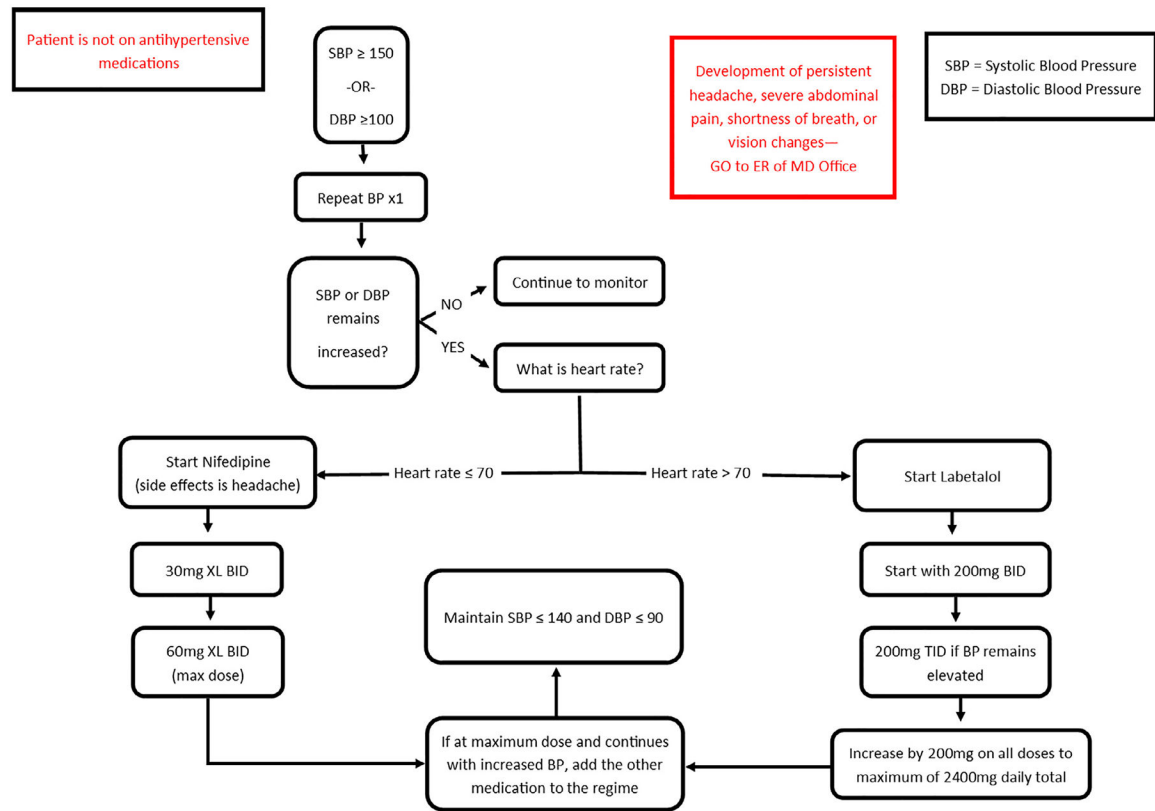 Patient is not on antihypertensive
medications
SBP ≥ 150
-OR-
DBP ≥100
Development of persistent
headache, severe abdominal
pain, shortness of breath, or
vision changes—
GO to ER of MD Office
SBP = Systolic Blood Pressure
DBP = Diastolic Blood Pressure
Repeat BP x1
SBP or DBP
remains
increased?
NO
Continue to monitor
YES
What is heart rate?
Heart rate ≤ 70
Heart rate > 70
Start Nifedipine
(side effects is headache)
30mg XL BID
60mg XL BID
(max dose)
Start Labetalol
Start with 200mg BID
200mg TID if BP remains
elevated
Increase by 200mg on all doses to
maximum of 2400mg daily total
If at maximum dose and continues
with increased BP, add the other
medication to the regime
Maintain SBP ≤ 140 and DBP ≤ 90